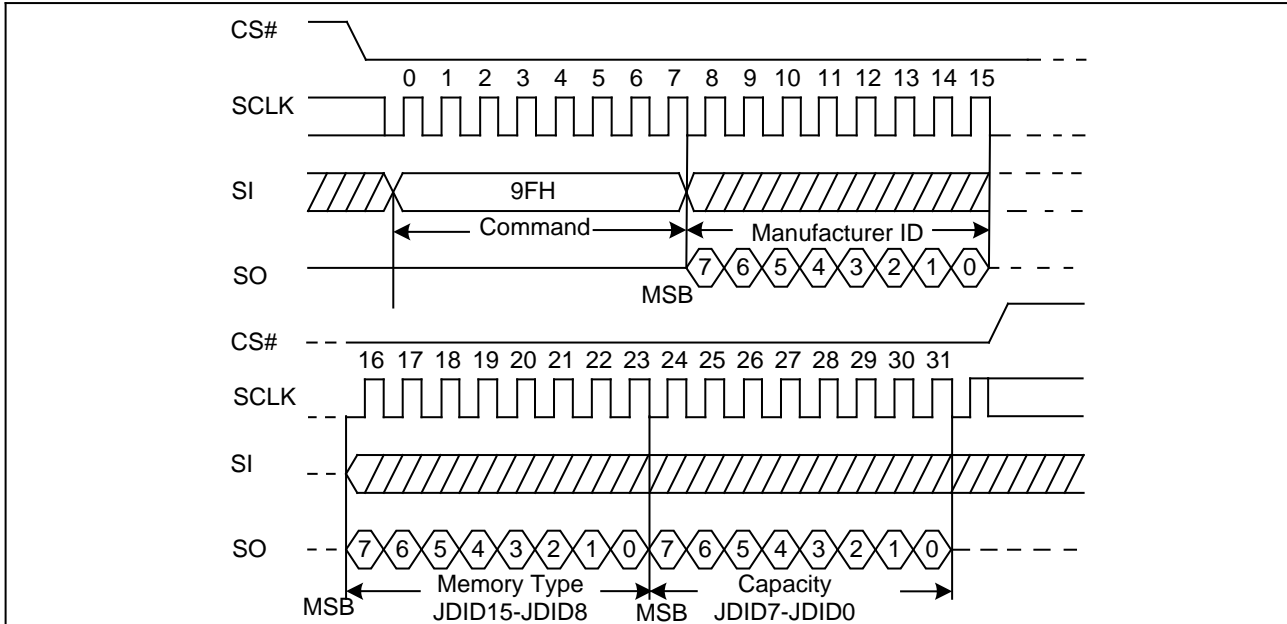 CS#
0 1 2 3 4 5 6 7 8 9 10 11 12 13 14 15
SCLK
SI 9FH
Command Manufacturer ID
SO 7 6 5 4 3 2 1 0
MSB
CS#
16 17 18 19 20 21 22 23 24 25 26 27 28 29 30 31
SCLK
SI
SO 7 6 5 4 3 2 1 0 7 6 5 4 3 2 1 0
Memory Type Capacity
MSB JDID15-JDID8 MSB JDID7-JDID0